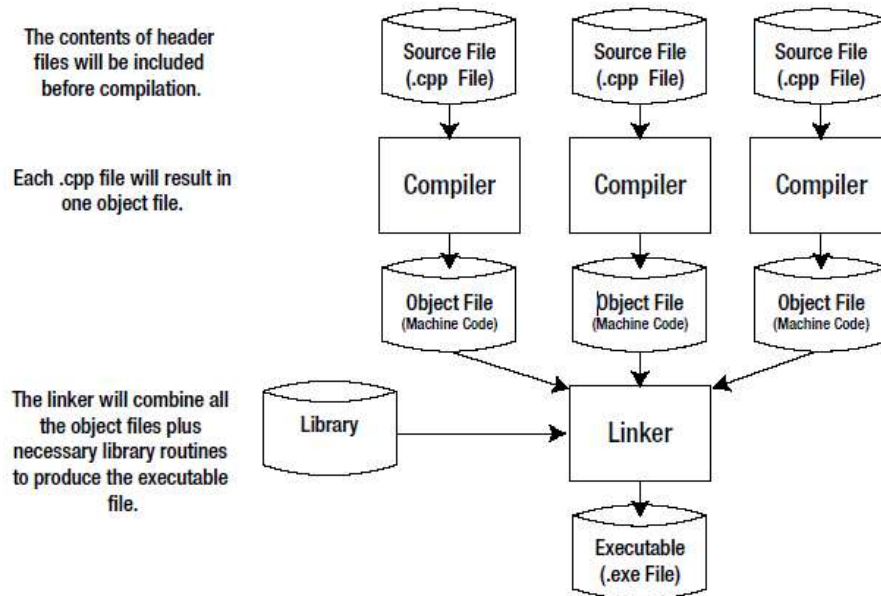 The contents of header
files will be included
before compilation.
Source File
(.cpp File)
Source File
(.cpp File)
Source File
(.cpp File)
Each .cpp file will result in
one object file.
Compiler
Compiler
Compiler
Object File
(Machine Code)
Object File
(Machine Code)
Object File
(Machine Code)
The linker will combine all
the object files plus
necessary library routines
to produce the executable
file.
Library
Linker
Executable
(.exe File)